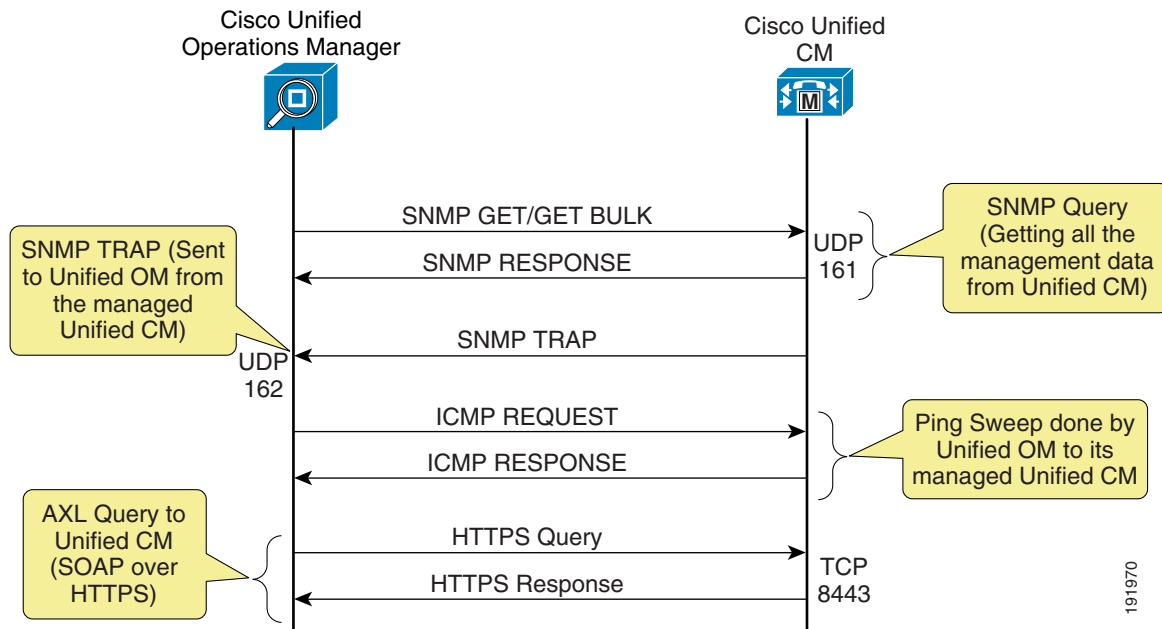 Cisco Unified
Operations Manager
Cisco Unified
CM
M
SNMP GET/GET BULK
SNMP RESPONSE
UDP
161
SNMP Query
(Getting all the
management data
from Unified CM)
SNMP TRAP (Sent
to Unified OM from
the managed
Unified CM)
SNMP TRAP
UDP
162
ICMP REQUEST
ICMP RESPONSE
Ping Sweep done by
Unified OM to its
managed Unified CM
AXL Query to
Unified CM
(SOAP over
HTTPS)
HTTPS Query
HTTPS Response
TCP
8443
191970